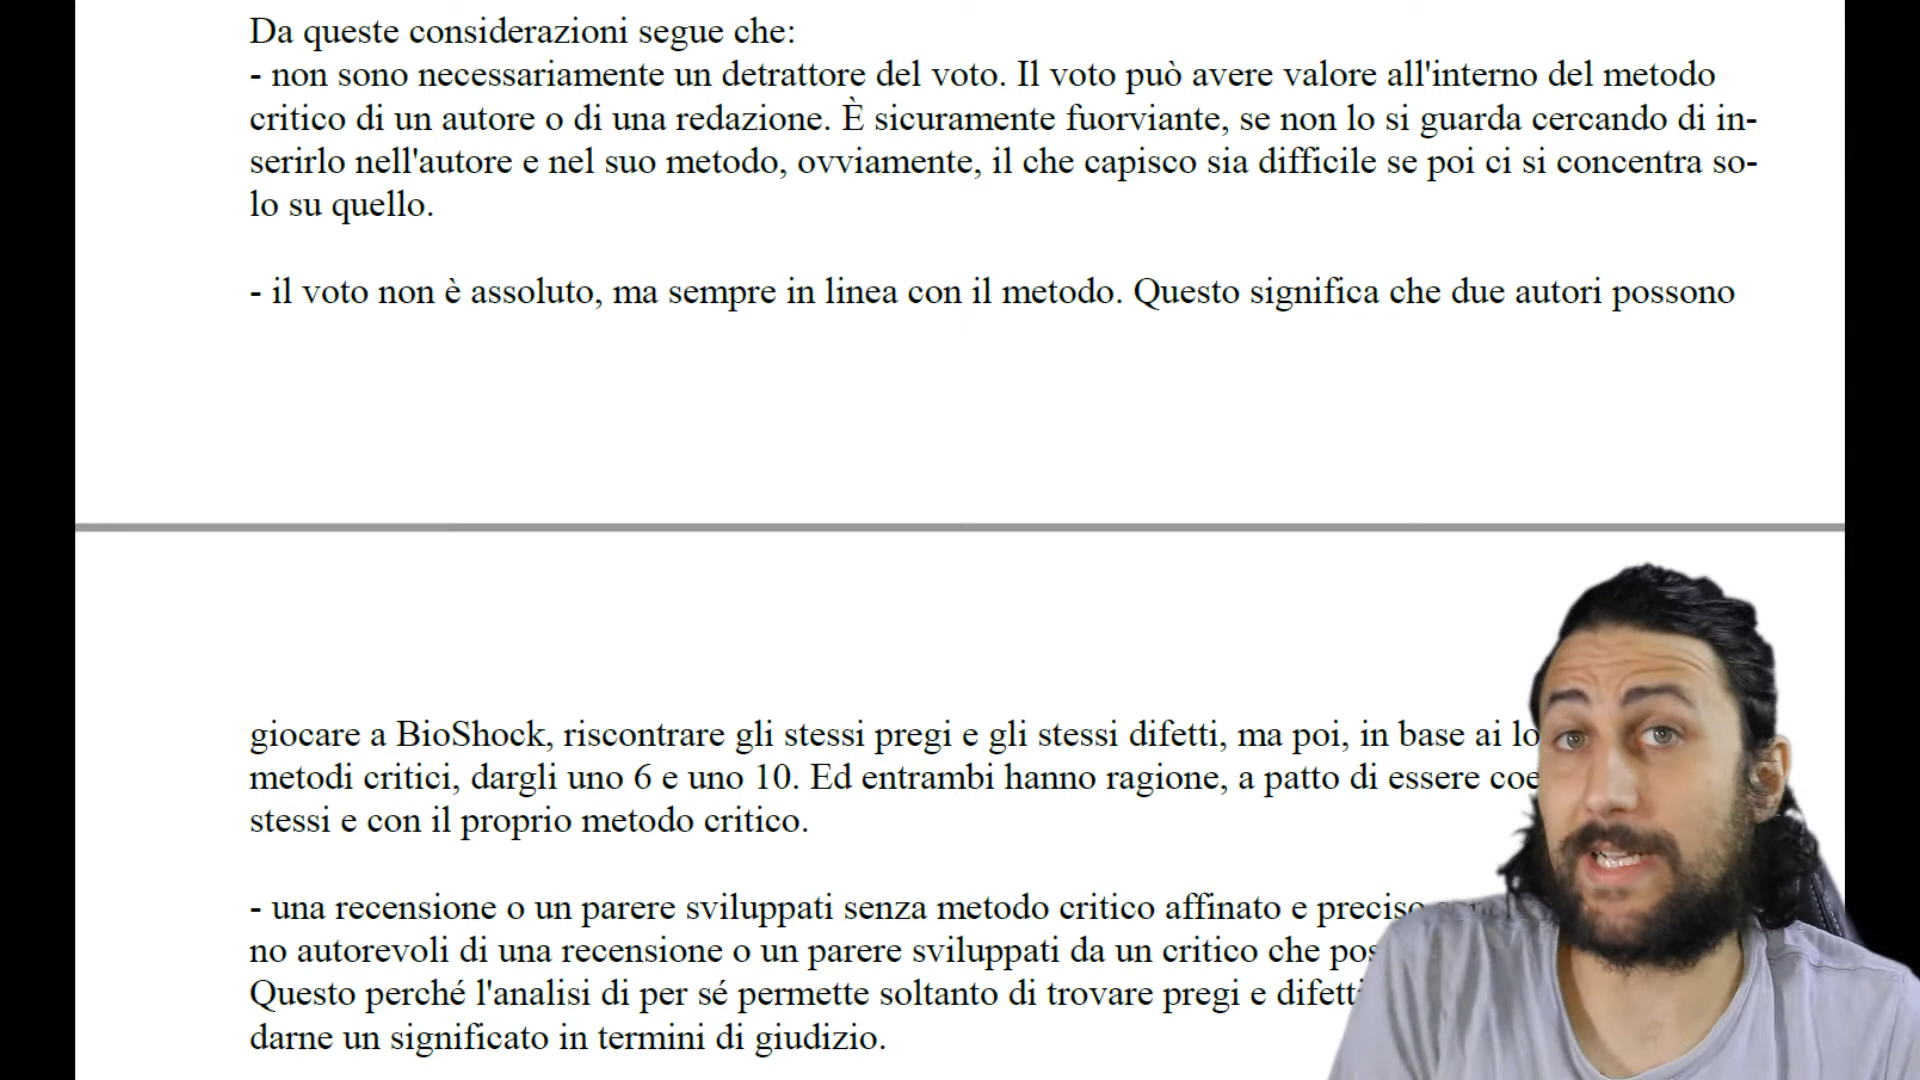 Da queste considerazioni segue che:
- non sono necessariamente un detrattore del voto. Il voto può avere valore all'interno del metodo
critico di un autore o di una redazione. È sicuramente fuorviante, se non lo si guarda cercando di in-
serirlo nell'autore e nel suo metodo, ovviamente, il che capisco sia difficile se poi ci si concentra so-
lo su quello.
- il voto non è assoluto, ma sempre in linea con il metodo. Questo significa che due autori possono
giocare a BioShock, riscontrare gli stessi pregi e gli stessi difetti, ma poi, in base ai
metodi critici, dargli uno 6 e uno 10. Ed entrambi hanno ragione, a patto di essere
stessi e con il proprio metodo critico.
- una recensione o un parere sviluppati senza metodo critico affinato e preciso
no autorevoli di una recensione o un parere sviluppati da un critico che
Questo perché l'analisi di per sé permette soltanto di trovare pregi e
darne un significato in termini di giudizio.